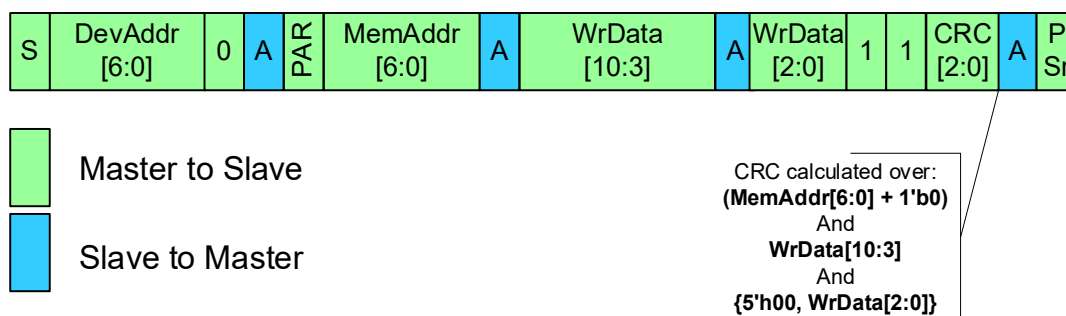 S
DevAddr
[6:0]
0
A
PAR
MemAddr
[6:0]
A
WrData
[10:3]
A
WrData
[2:0]
1
1
CRC
[2:0]
A
P
Sr
Master to Slave
Slave to Master
CRC calculated over:
(MemAddr[6:0] + 1'b0)
And
WrData[10:3]
And
{5'h00, WrData[2:0]}